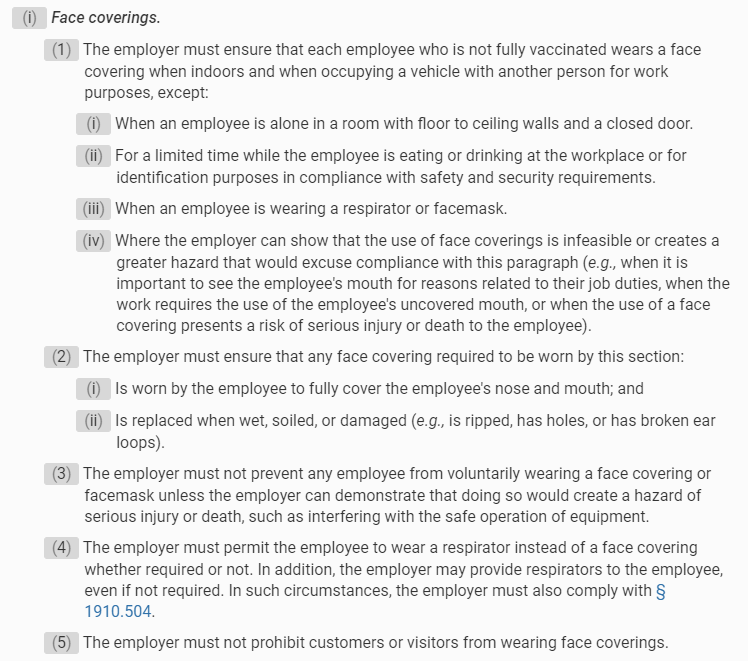 (i) Face coverings.
(1) The employer must ensure that each employee who is not fully vaccinated wears a face
covering when indoors and when occupying a vehicle with another person for work
purposes, except:
(i) When an employee is alone in a room with floor to ceiling walls and a closed door.
(ii) For a limited time while the employee is eating or drinking at the workplace or for
identification purposes in compliance with safety and security requirements.
(iii) When an employee is wearing a respirator or facemask.
(iv) Where the employer can show that the use of face coverings is infeasible or creates a
greater hazard that would excuse compliance with this paragraph (e.g., when it is
important to see the employee's mouth for reasons related to their job duties, when the
work requires the use of the employee's uncovered mouth, or when the use of a face
covering presents a risk of serious injury or death to the employee).
(2) The employer must ensure that any face covering required to be worn by this section:
(i) Is worn by the employee to fully cover the employee's nose and mouth; and
(ii) Is replaced when wet, soiled, or damaged (e.g., is ripped, has holes, or has broken ear
loops).
(3) The employer must not prevent any employee from voluntarily wearing a face covering or
facemask unless the employer can demonstrate that doing so would create a hazard of
serious injury or death, such as interfering with the safe operation of equipment.
(4) The employer must permit the employee to wear a respirator instead of a face covering
whether required or not. In addition, the employer may provide respirators to the employee,
even if not required. In such circumstances, the employer must also comply with §
1910.504.
(5) The employer must not prohibit customers or visitors from wearing face coverings.